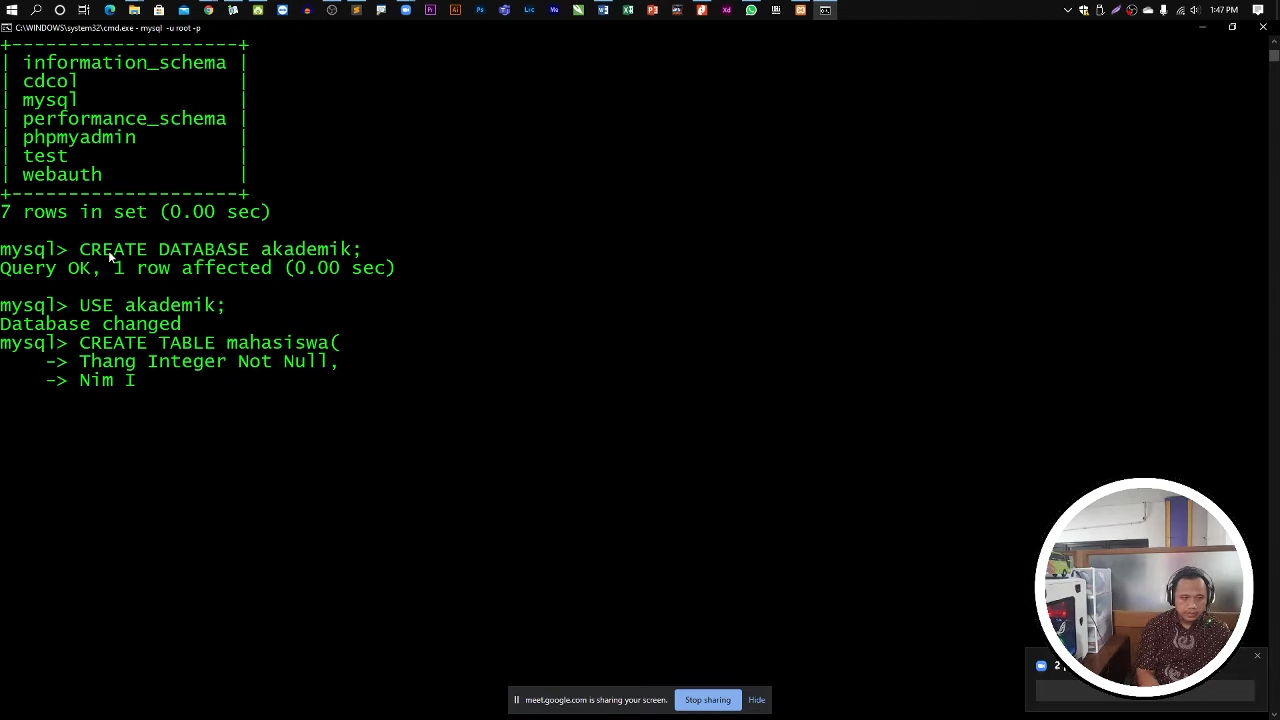 1:47 PM
C:\WINDOWS\system32\cmd.exe - mysql -u root -p
+--------------------+
| information_schema |
| cdcol |
| mysql |
| performance_schema |
| phpmyadmin |
| test |
| webauth |
+--------------------+
7 rows in set (0.00 sec)
mysql> CREATE DATABASE akademik;
Query OK, 1 row affected (0.00 sec)
mysql> USE akademik;
Database changed
mysql> CREATE TABLE mahasiswa(
-> Thang Integer Not Null,
-> Nim I
2
meet.google.com is sharing your screen.
Stop sharing
Hide